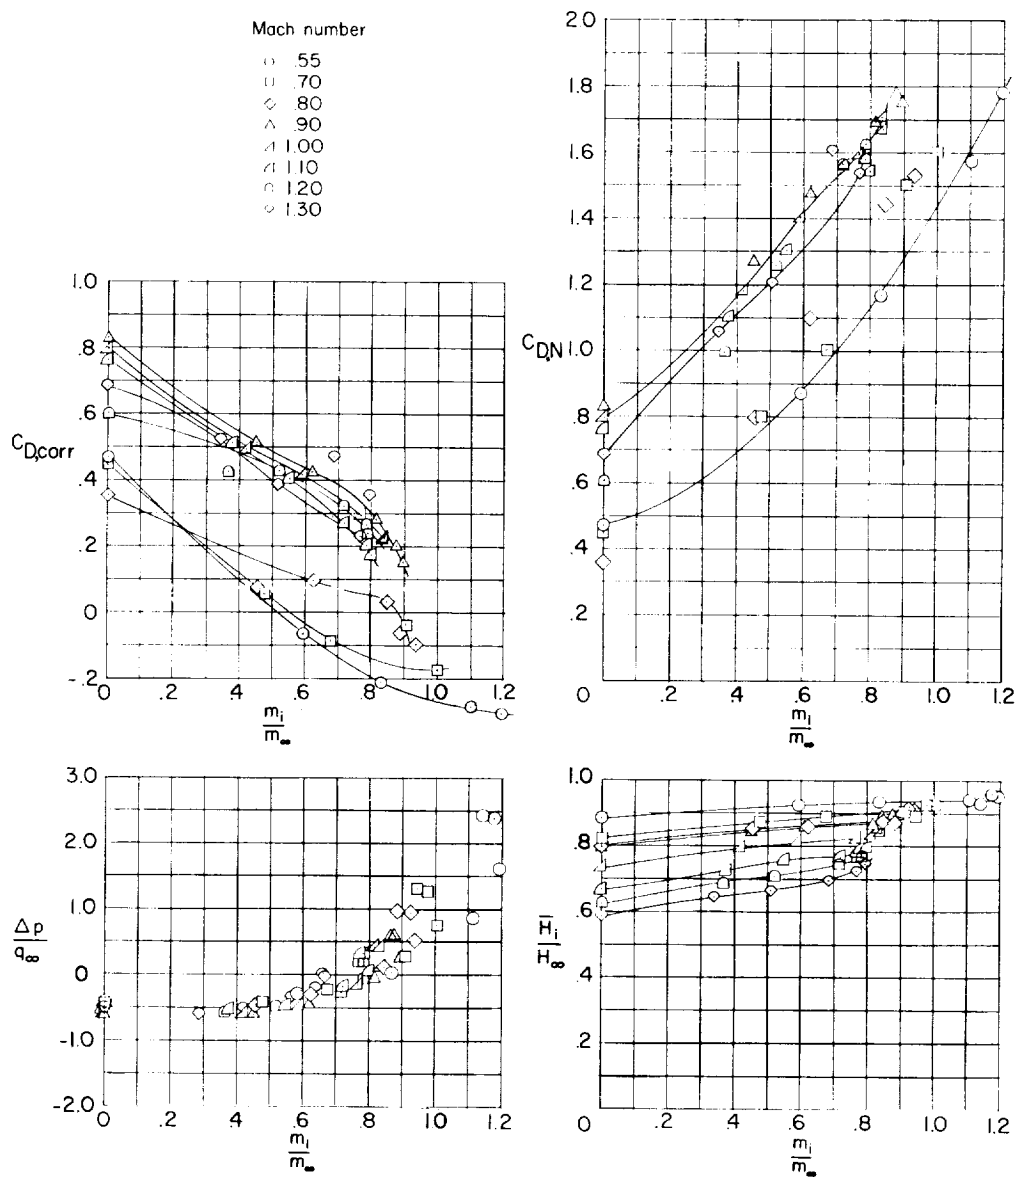 Mach number
.55
.70
.80
.90
1.00
1.10
1.20
1.30
1.0
.8
.6
.4
.2
0
-.2
C_D,corr
0 .2 .4 .6 .8 1.0 1.2
m_i/m_∞
2.0
1.8
1.6
1.4
1.2
1.0
.8
.6
.4
.2
C_D,N
0 .2 .4 .6 .8 1.0 1.2
m_i/m_∞
3.0
2.0
1.0
0
-1.0
-2.0
Δp/q_∞
0 .2 .4 .6 .8 1.0 1.2
m_i/m_∞
1.0
.8
.6
.4
.2
H̄_i/H_∞
0 .2 .4 .6 .8 1.0 1.2
m_i/m_∞